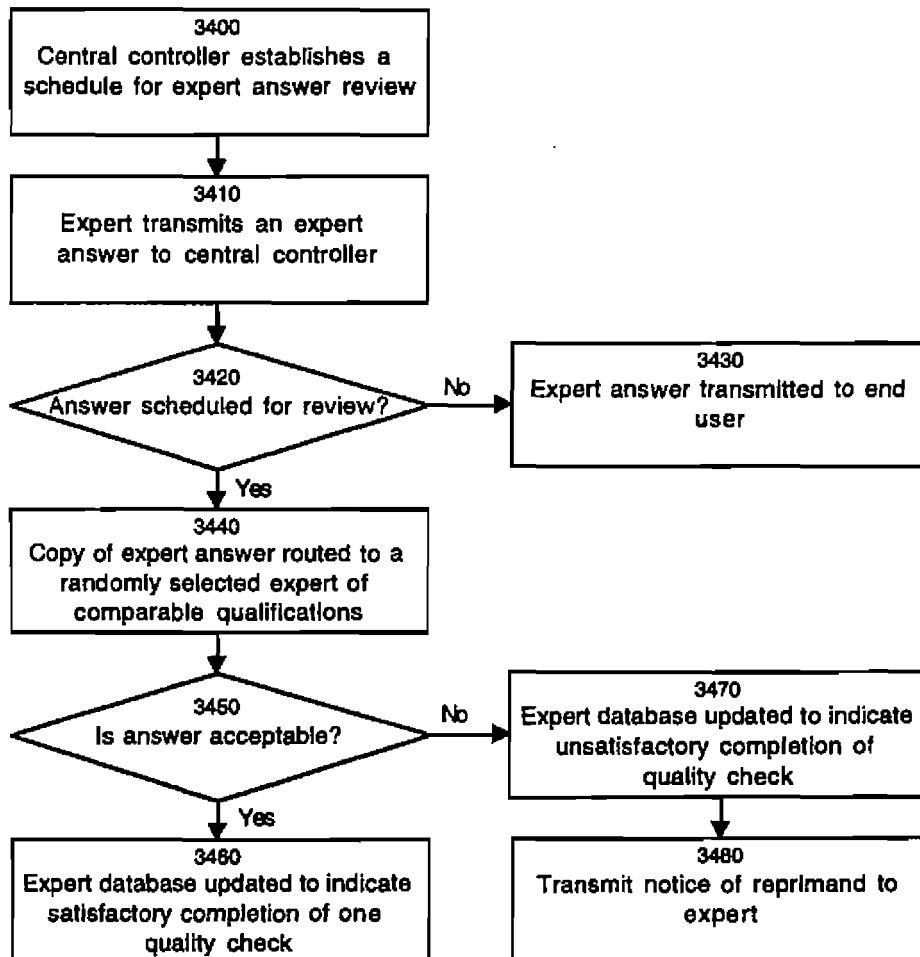 3400
Central controller establishes a
schedule for expert answer review
3410
Expert transmits an expert
answer to central controller
3420
Answer scheduled for review?
No
3430
Expert answer transmitted to end
user
Yes
3440
Copy of expert answer routed to a
randomly selected expert of
comparable qualifications
3450
Is answer acceptable?
No
3470
Expert database updated to indicate
unsatisfactory completion of
quality check
Yes
3460
Expert database updated to indicate
satisfactory completion of one
quality check
3480
Transmit notice of reprimand to
expert